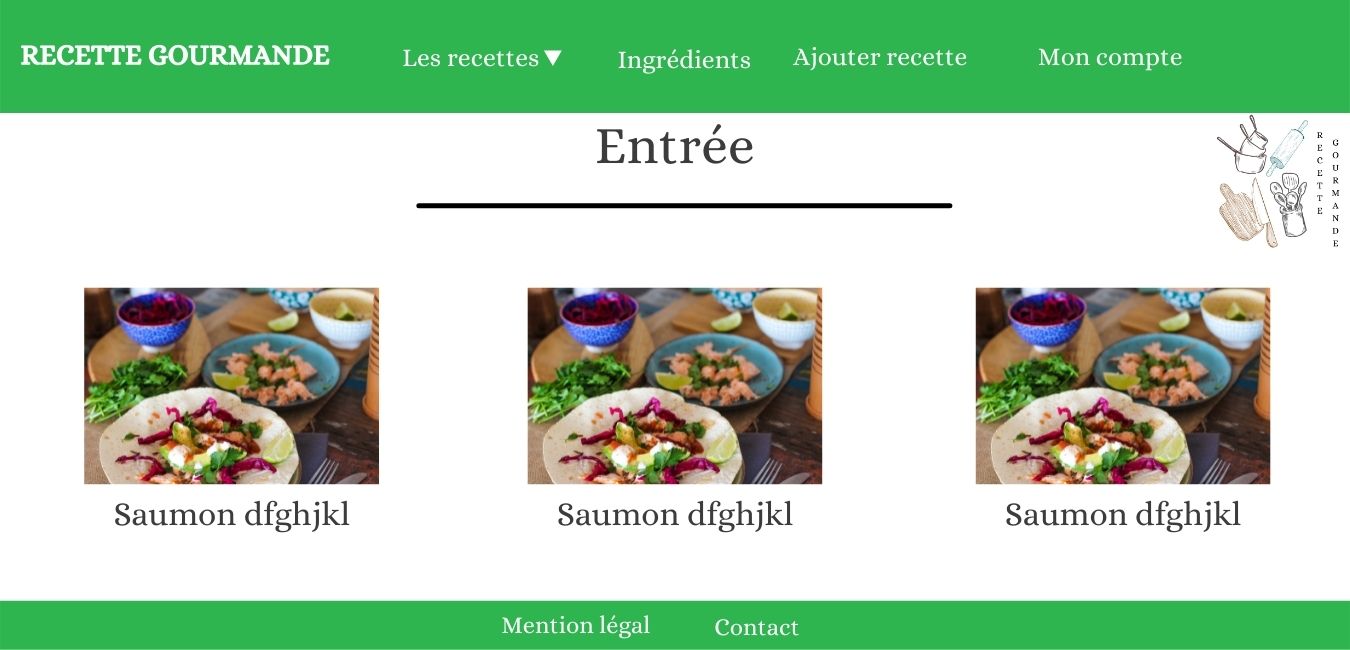 RECETTE GOURMANDE
Les recettes ▼
Ingrédients
Ajouter recette
Mon compte
Entrée
RECETTE
GOURMANDE
Saumon dfghjkl
Saumon dfghjkl
Saumon dfghjkl
Mention légal
Contact